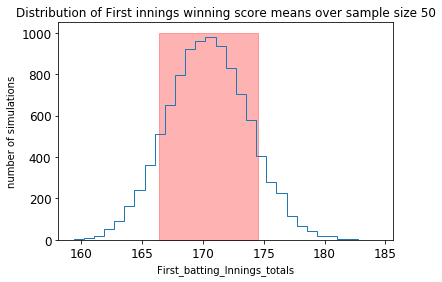 Distribution of First innings winning score means over sample size 50
number of simulations
1000
800
600
400
200
0
160 165 170 175 180 185
First_batting_Innings_totals